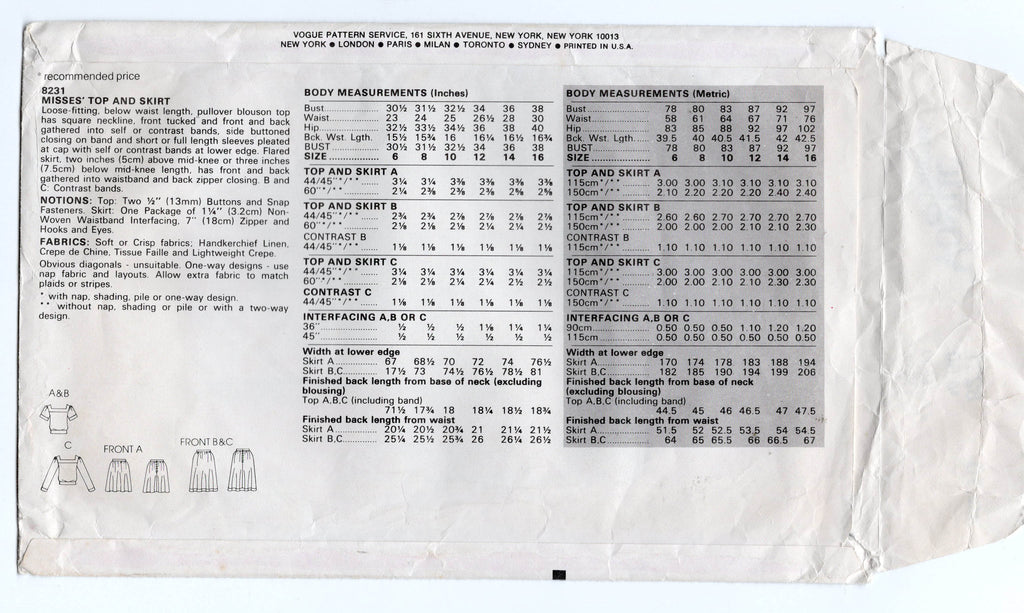 VOGUE PATTERN SERVICE, 161 SIXTH AVENUE, NEW YORK, NEW YORK 10013
NEW YORK ● LONDON ● PARIS ● MILAN ● TORONTO ● SYDNEY ● PRINTED IN U.S.A.
* recommended price
8231
MISSES' TOP AND SKIRT
Loose-fitting, below waist length, pullover blouson top
has square neckline, front tucked and front and back
gathered into self or contrast bands, side buttoned
closing on band and short or full length sleeves pleated
at cap with self or contrast bands at lower edge. Flared
skirt, two inches (5cm) above mid-knee or three inches
(7.5cm) below mid-knee length, has front and back
gathered into waistband and back zipper closing. B and
C: Contrast bands.
NOTIONS: Top: Two ½" (13mm) Buttons and Snap
Fasteners. Skirt: One Package of 1¼" (3.2cm) Non-
Woven Waistband Interfacing, 7" (18cm) Zipper and
Hooks and Eyes.
FABRICS: Soft or Crisp fabrics; Handkerchief Linen,
Crepe de Chine, Tissue Faille and Lightweight Crepe.
Obvious diagonals - unsuitable. One-way designs - use
nap fabric and layouts. Allow extra fabric to match
plaids or stripes.
* with nap, shading, pile or one-way design.
** without nap, shading or pile or with a two-way
design.
A&B
C
FRONT A
FRONT B&C
BODY MEASUREMENTS (Inches)
Bust 30½ 31½ 32½ 34 36 38
Waist 23 24 25 26½ 28 30
Hip 32½ 33½ 34½ 36 38 40
Bck. Wst. Lgth. 15½ 15¾ 16 16¼ 16½ 16¾
BUST 30½ 31½ 32½ 34 36 38
SIZE 6 8 10 12 14 16
TOP AND SKIRT A
44/45"*/** 3¼ 3¼ 3⅜ 3⅜ 3⅜ 3⅜
60"*/** 2¼ 2⅜ 2⅜ 2⅜ 2⅝ 2⅝
TOP AND SKIRT B
44/45"*/** 2¾ 2¾ 2⅞ 2⅞ 2⅞ 2⅞
60"*/** 2⅛ 2⅛ 2⅛ 2¼ 2¼ 2½
CONTRAST B
44/45"*/** 1⅛ 1⅛ 1⅛ 1⅛ 1⅛ 1⅛
TOP AND SKIRT C
44/45"*/** 3¼ 3¼ 3¼ 3¼ 3¼ 3¼
60"*/** 2⅛ 2⅛ 2¼ 2¼ 2½ 2½
CONTRAST C
44/45"*/** 1⅛ 1⅛ 1⅛ 1⅛ 1⅛ 1⅛
INTERFACING A,B OR C
36" ½ ½ ½ 1⅛ 1¼ 1¼
45" ½ ½ ½ ½ ½ ½
Width at lower edge
Skirt A 67 68½ 70 72 74 76½
Skirt B,C 17½ 73 74½ 76½ 78½ 81
Finished back length from base of neck (excluding
blousing)
Top A,B,C (including band)
71½ 17¾ 18 18¼ 18½ 18¾
Finished back length from waist
Skirt A 20¼ 20½ 20¾ 21 21¼ 21½
Skirt B,C 25¼ 25½ 25¾ 26 26¼ 26½
BODY MEASUREMENTS (Metric)
Bust 78 80 83 87 92 97
Waist 58 61 64 67 71 76
Hip 83 85 88 92 97 102
Bck. Wst. Lgth. 39.5 40 40.5 41.5 42 42.5
BUST 78 80 83 87 92 97
SIZE 6 8 10 12 14 16
TOP AND SKIRT A
115cm*/** 3.00 3.00 3.10 3.10 3.10 3.10
150cm*/** 2.10 2.20 2.20 2.20 2.40 2.40
TOP AND SKIRT B
115cm*/** 2.60 2.60 2.70 2.70 2.70 2.70
150cm*/** 2.00 2.00 2.00 2.10 2.10 2.30
CONTRAST B
115cm*/** 1.10 1.10 1.10 1.10 1.10 1.10
TOP AND SKIRT C
115cm*/** 3.00 3.00 3.00 3.00 3.00 3.00
150cm*/** 2.00 2.00 2.10 2.10 2.30 2.30
CONTRAST C
150cm*/** 1.10 1.10 1.10 1.10 1.10 1.10
INTERFACING A,B OR C
90cm 0.50 0.50 0.50 1.10 1.20 1.20
115cm 0.50 0.50 0.50 0.50 0.50 0.50
Width at lower edge
Skirt A 170 174 178 183 188 194
Skirt B,C 182 185 190 194 199 206
Finished back length from base of neck
(excluding blousing)
Top A,B,C (including band)
44.5 45 46 46.5 47 47.5
Finished back length from waist
Skirt A 51.5 52 52.5 53.5 54 54.5
Skirt B,C 64 65 65.5 66 66.5 67